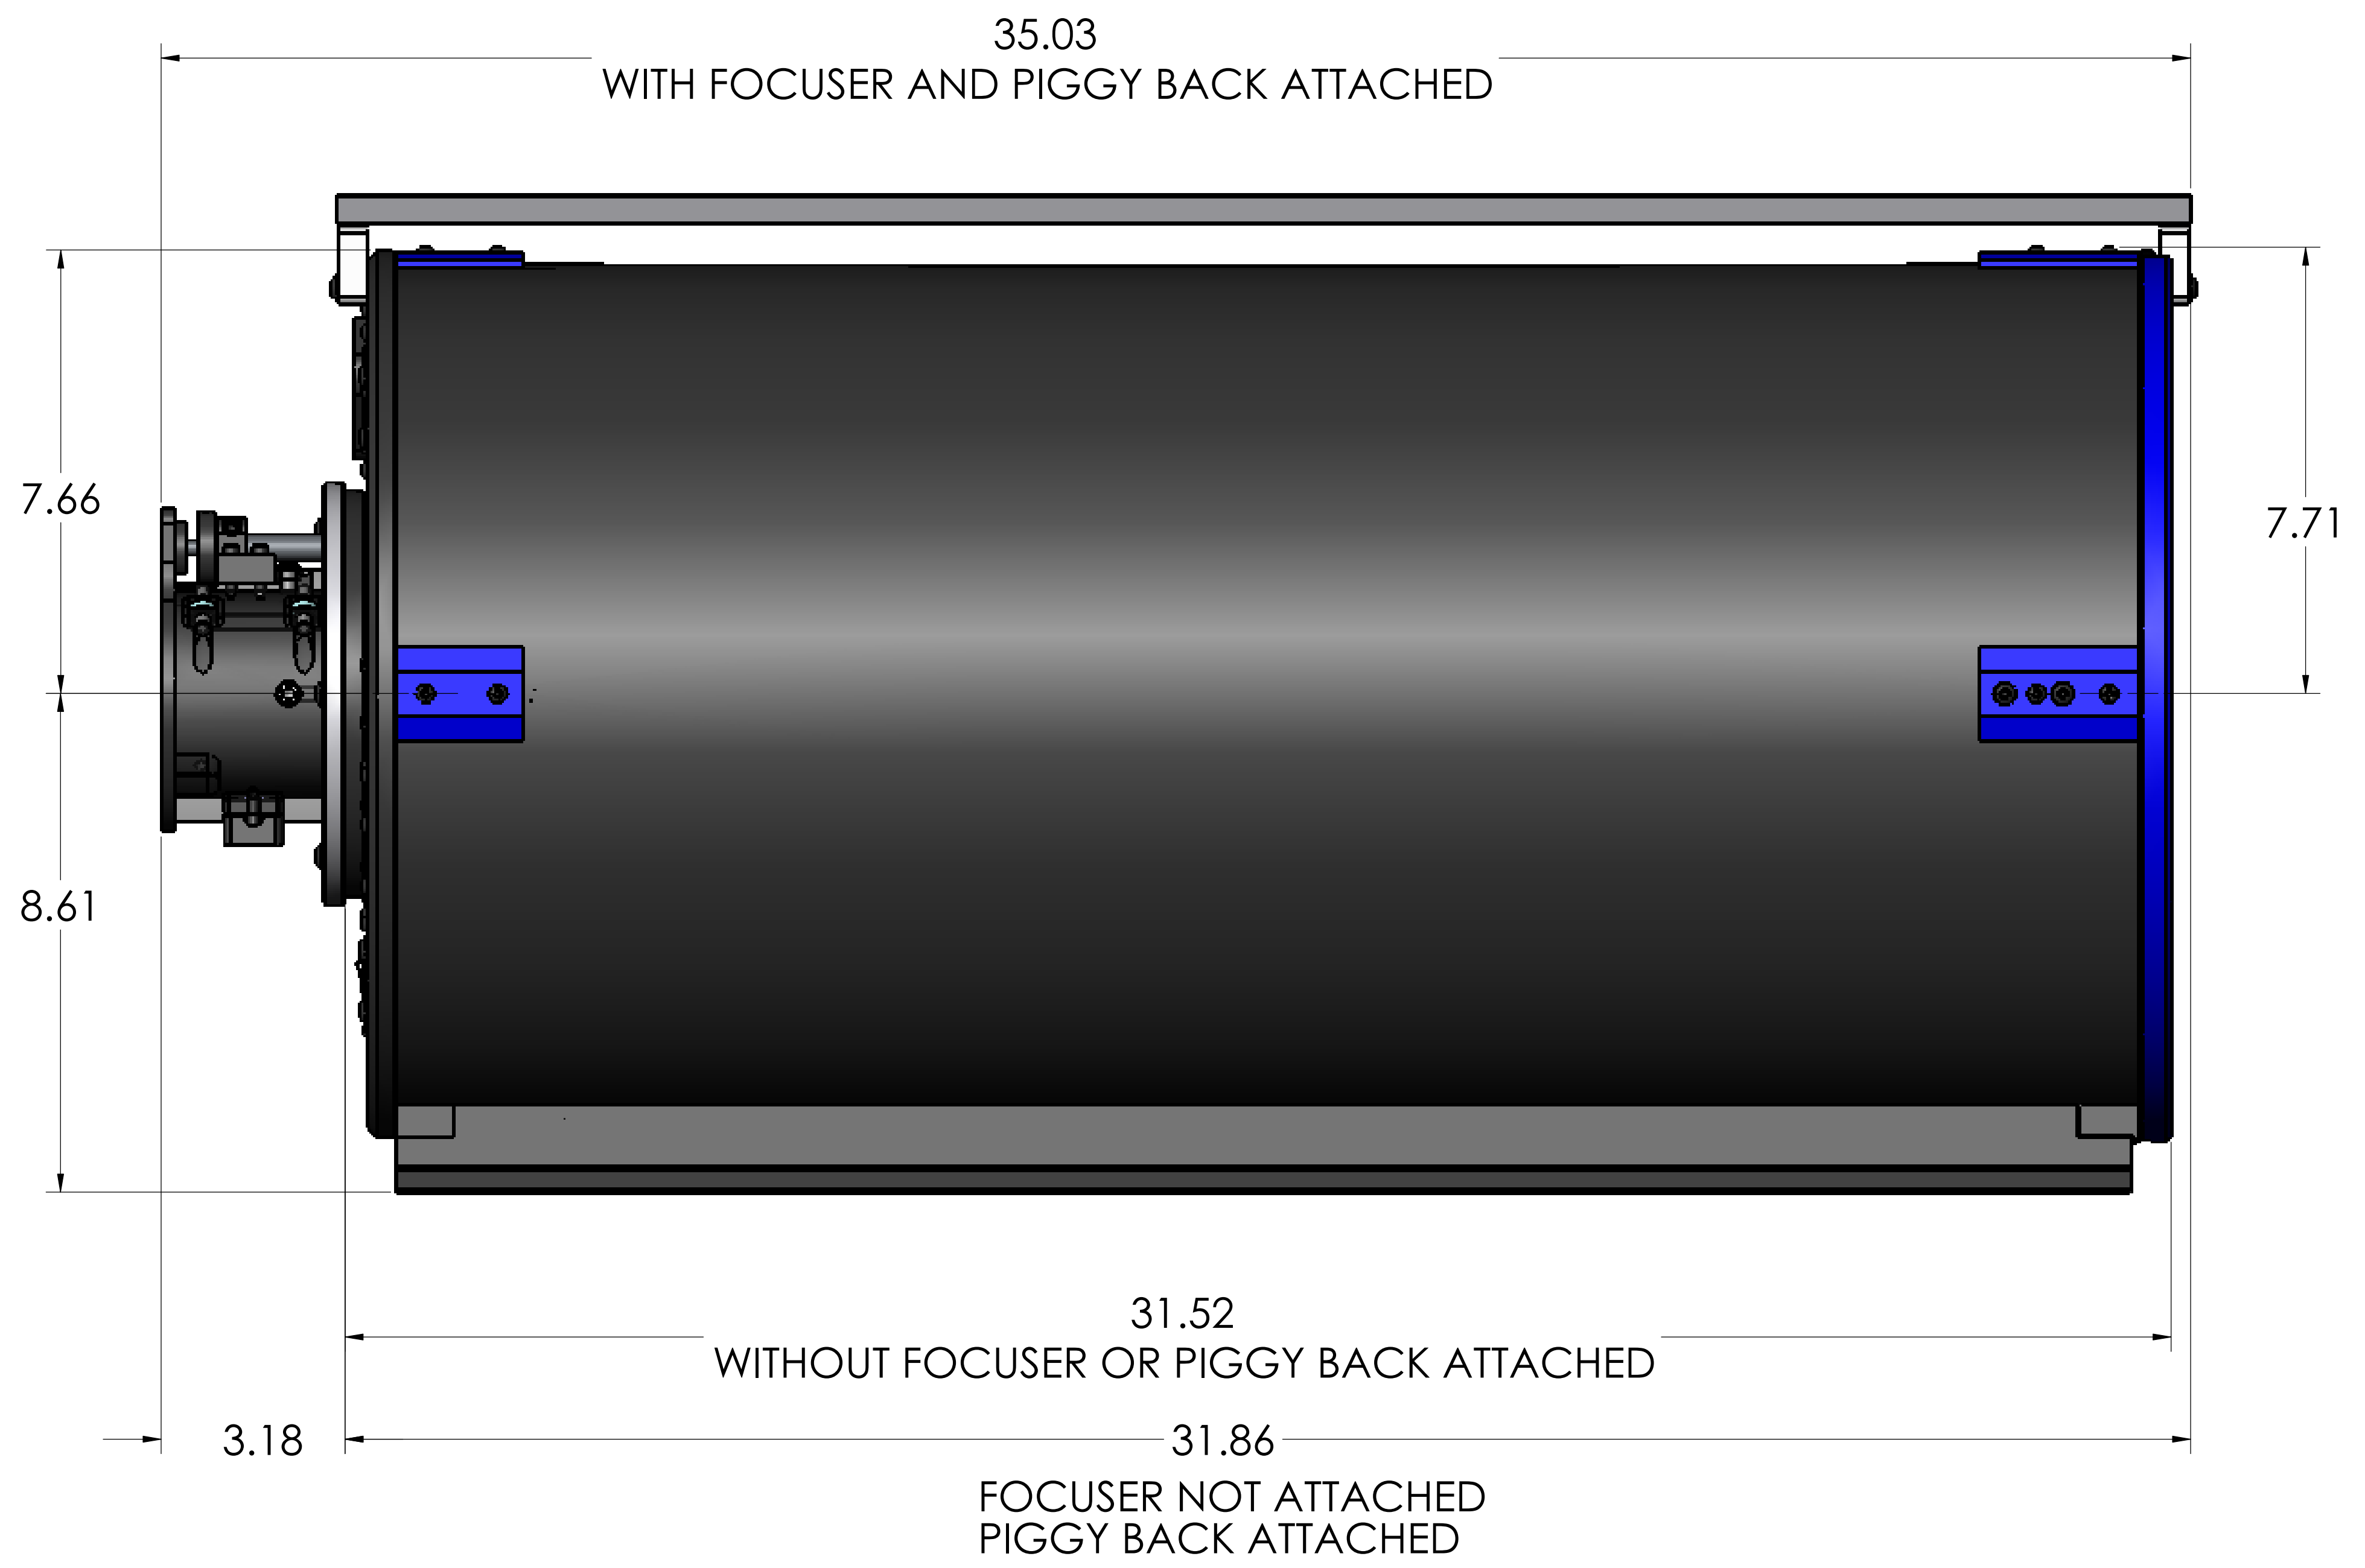 35.03
WITH FOCUSER AND PIGGY BACK ATTACHED
7.66
7.71
8.61
31.52
WITHOUT FOCUSER OR PIGGY BACK ATTACHED
3.18
31.86
FOCUSER NOT ATTACHED
PIGGY BACK ATTACHED